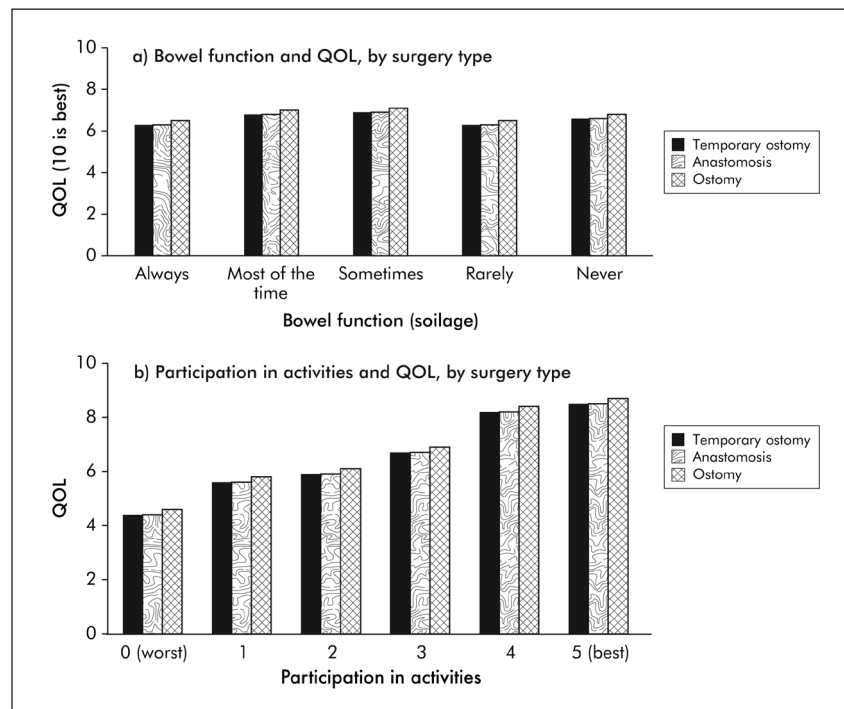 a) Bowel function and QOL, by surgery type
QOL (10 is best)
10
8
6
4
2
0
Always
Most of the
time
Sometimes
Rarely
Never
Bowel function (soilage)
Temporary ostomy
Anastomosis
Ostomy
b) Participation in activities and QOL, by surgery type
QOL
10
8
6
4
2
0
0 (worst)
1
2
3
4
5 (best)
Participation in activities
Temporary ostomy
Anastomosis
Ostomy